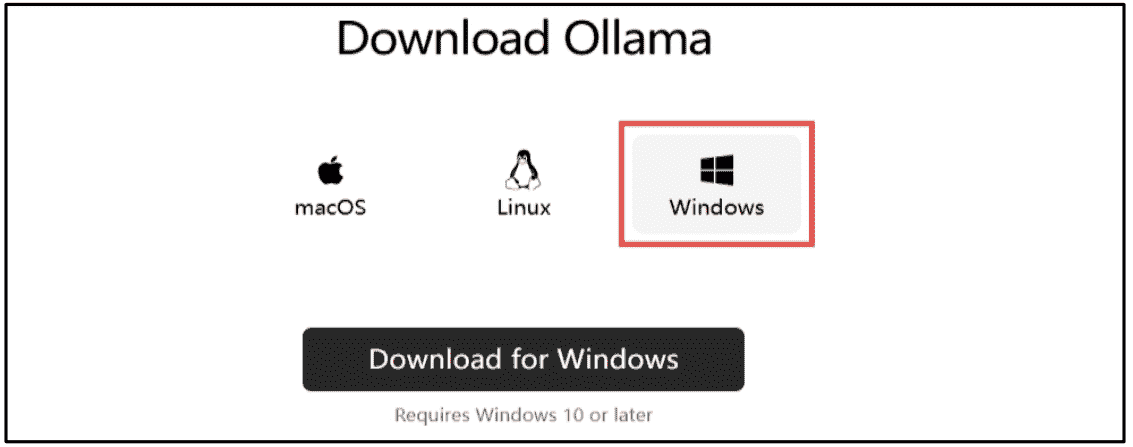 Download Ollama
macOS
Linux
Windows
Download for Windows
Requires Windows 10 or later